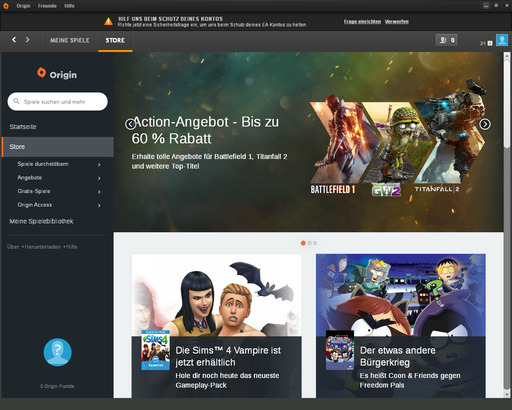 Origin Freunde Hilfe
HILF UNS BEIM SCHUTZ DEINES KONTOS
Richte jetzt eine Sicherheitsfrage ein, um uns beim Schutz deines EA-Kontos zu helfen
Frage einrichten Verwerfen
MEINE SPIELE STORE
0
21
Origin
Spiele suchen und mehr
Startseite
Store
Spiele durchstöbern
Angebote
Gratis-Spiele
Origin Access
Meine Spielebibliothek
Über • Herunterladen • Hilfe
0 Origin-Punkte
Action-Angebot - Bis zu
60 % Rabatt
Erhalte tolle Angebote für Battlefield 1, Titanfall 2
und weitere Top-Titel
BATTLEFIELD 1
GW2
TITANFALL 2
SIMS 4
VAMPIRE
Die Sims™ 4 Vampire ist
jetzt erhältlich
Hole dir noch heute das neueste
Gameplay-Pack
Der etwas andere
Bürgerkrieg
Es heißt Coon & Friends gegen
Freedom Pals